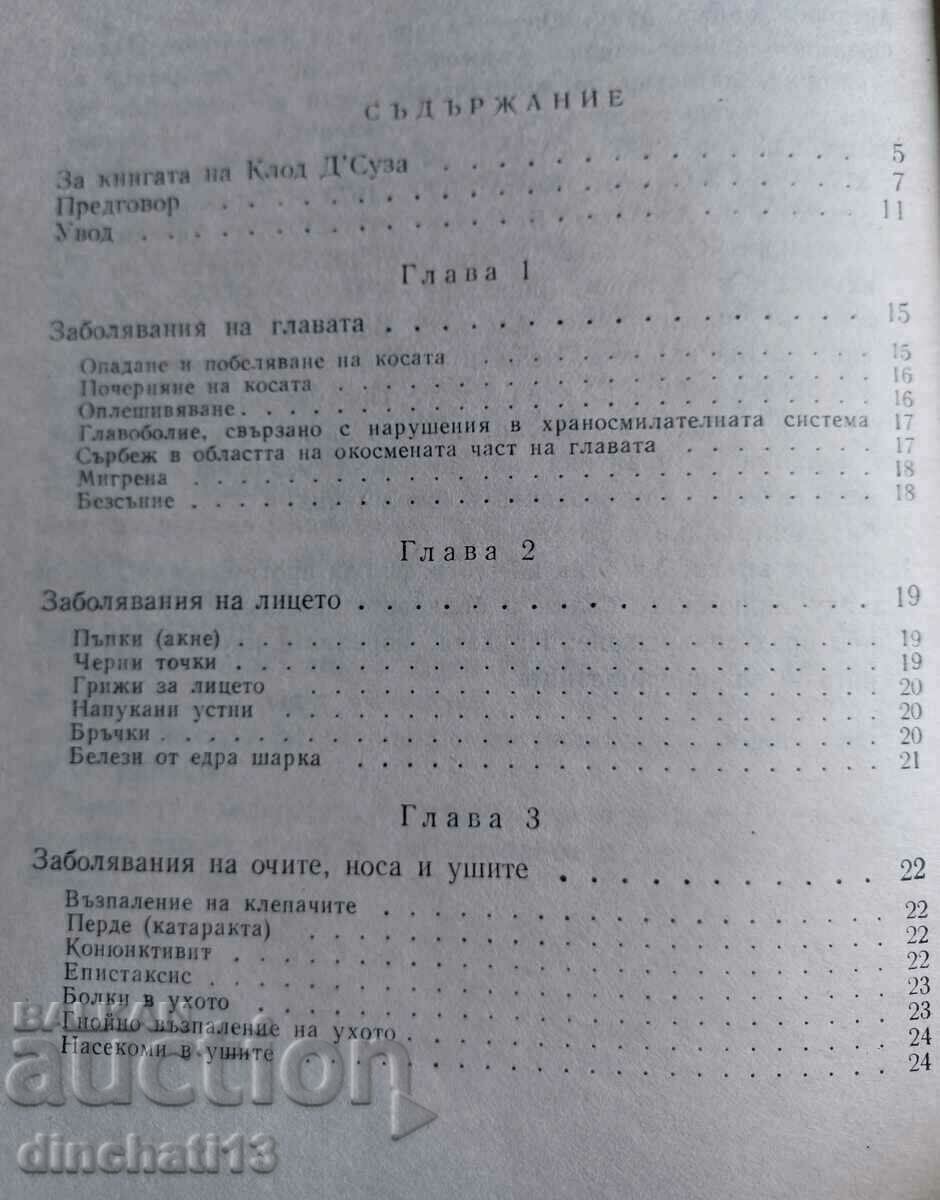 СЪДЪРЖАНИЕ
За книгата на Клод Д'Суза . . . . . . . . . . . . . . . 5
Предговор . . . . . . . . . . . . . . . . . . . . . . 7
Увод . . . . . . . . . . . . . . . . . . . . . . . . 11
Глава 1
Заболявания на главата . . . . . . . . . . . . . . . . 15
Опадане и побеляване на косата . . . . . . . . . . . . 15
Почерняне на косата . . . . . . . . . . . . . . . . . 16
Оплешивяване . . . . . . . . . . . . . . . . . . . . 16
Главоболие, свързано с нарушения в храносмилателната система 17
Сърбеж в областта на окосмената част на главата . . . . . . . 17
Мигрена . . . . . . . . . . . . . . . . . . . . . . 18
Безсъние . . . . . . . . . . . . . . . . . . . . . . 18
Глава 2
Заболявания на лицето . . . . . . . . . . . . . . . . 19
Пъпки (акне) . . . . . . . . . . . . . . . . . . . . 19
Черни точки . . . . . . . . . . . . . . . . . . . . 19
Грижи за лицето . . . . . . . . . . . . . . . . . . 20
Напукани устни . . . . . . . . . . . . . . . . . . . 20
Бръчки . . . . . . . . . . . . . . . . . . . . . . 20
Белези от едра шарка . . . . . . . . . . . . . . . . 21
Глава 3
Заболявания на очите, носа и ушите . . . . . . . . . . . 22
Възпаление на клепачите . . . . . . . . . . . . . . . 22
Перде (катаракта) . . . . . . . . . . . . . . . . . . 22
Конюнктивит . . . . . . . . . . . . . . . . . . . . 22
Епистаксис . . . . . . . . . . . . . . . . . . . . . 23
Болки в ухото . . . . . . . . . . . . . . . . . . . 23
Гнойно възпаление на ухото . . . . . . . . . . . . . . 24
Насекоми в ушите . . . . . . . . . . . . . . . . . . 24
BALKAN
auction
dinchati13